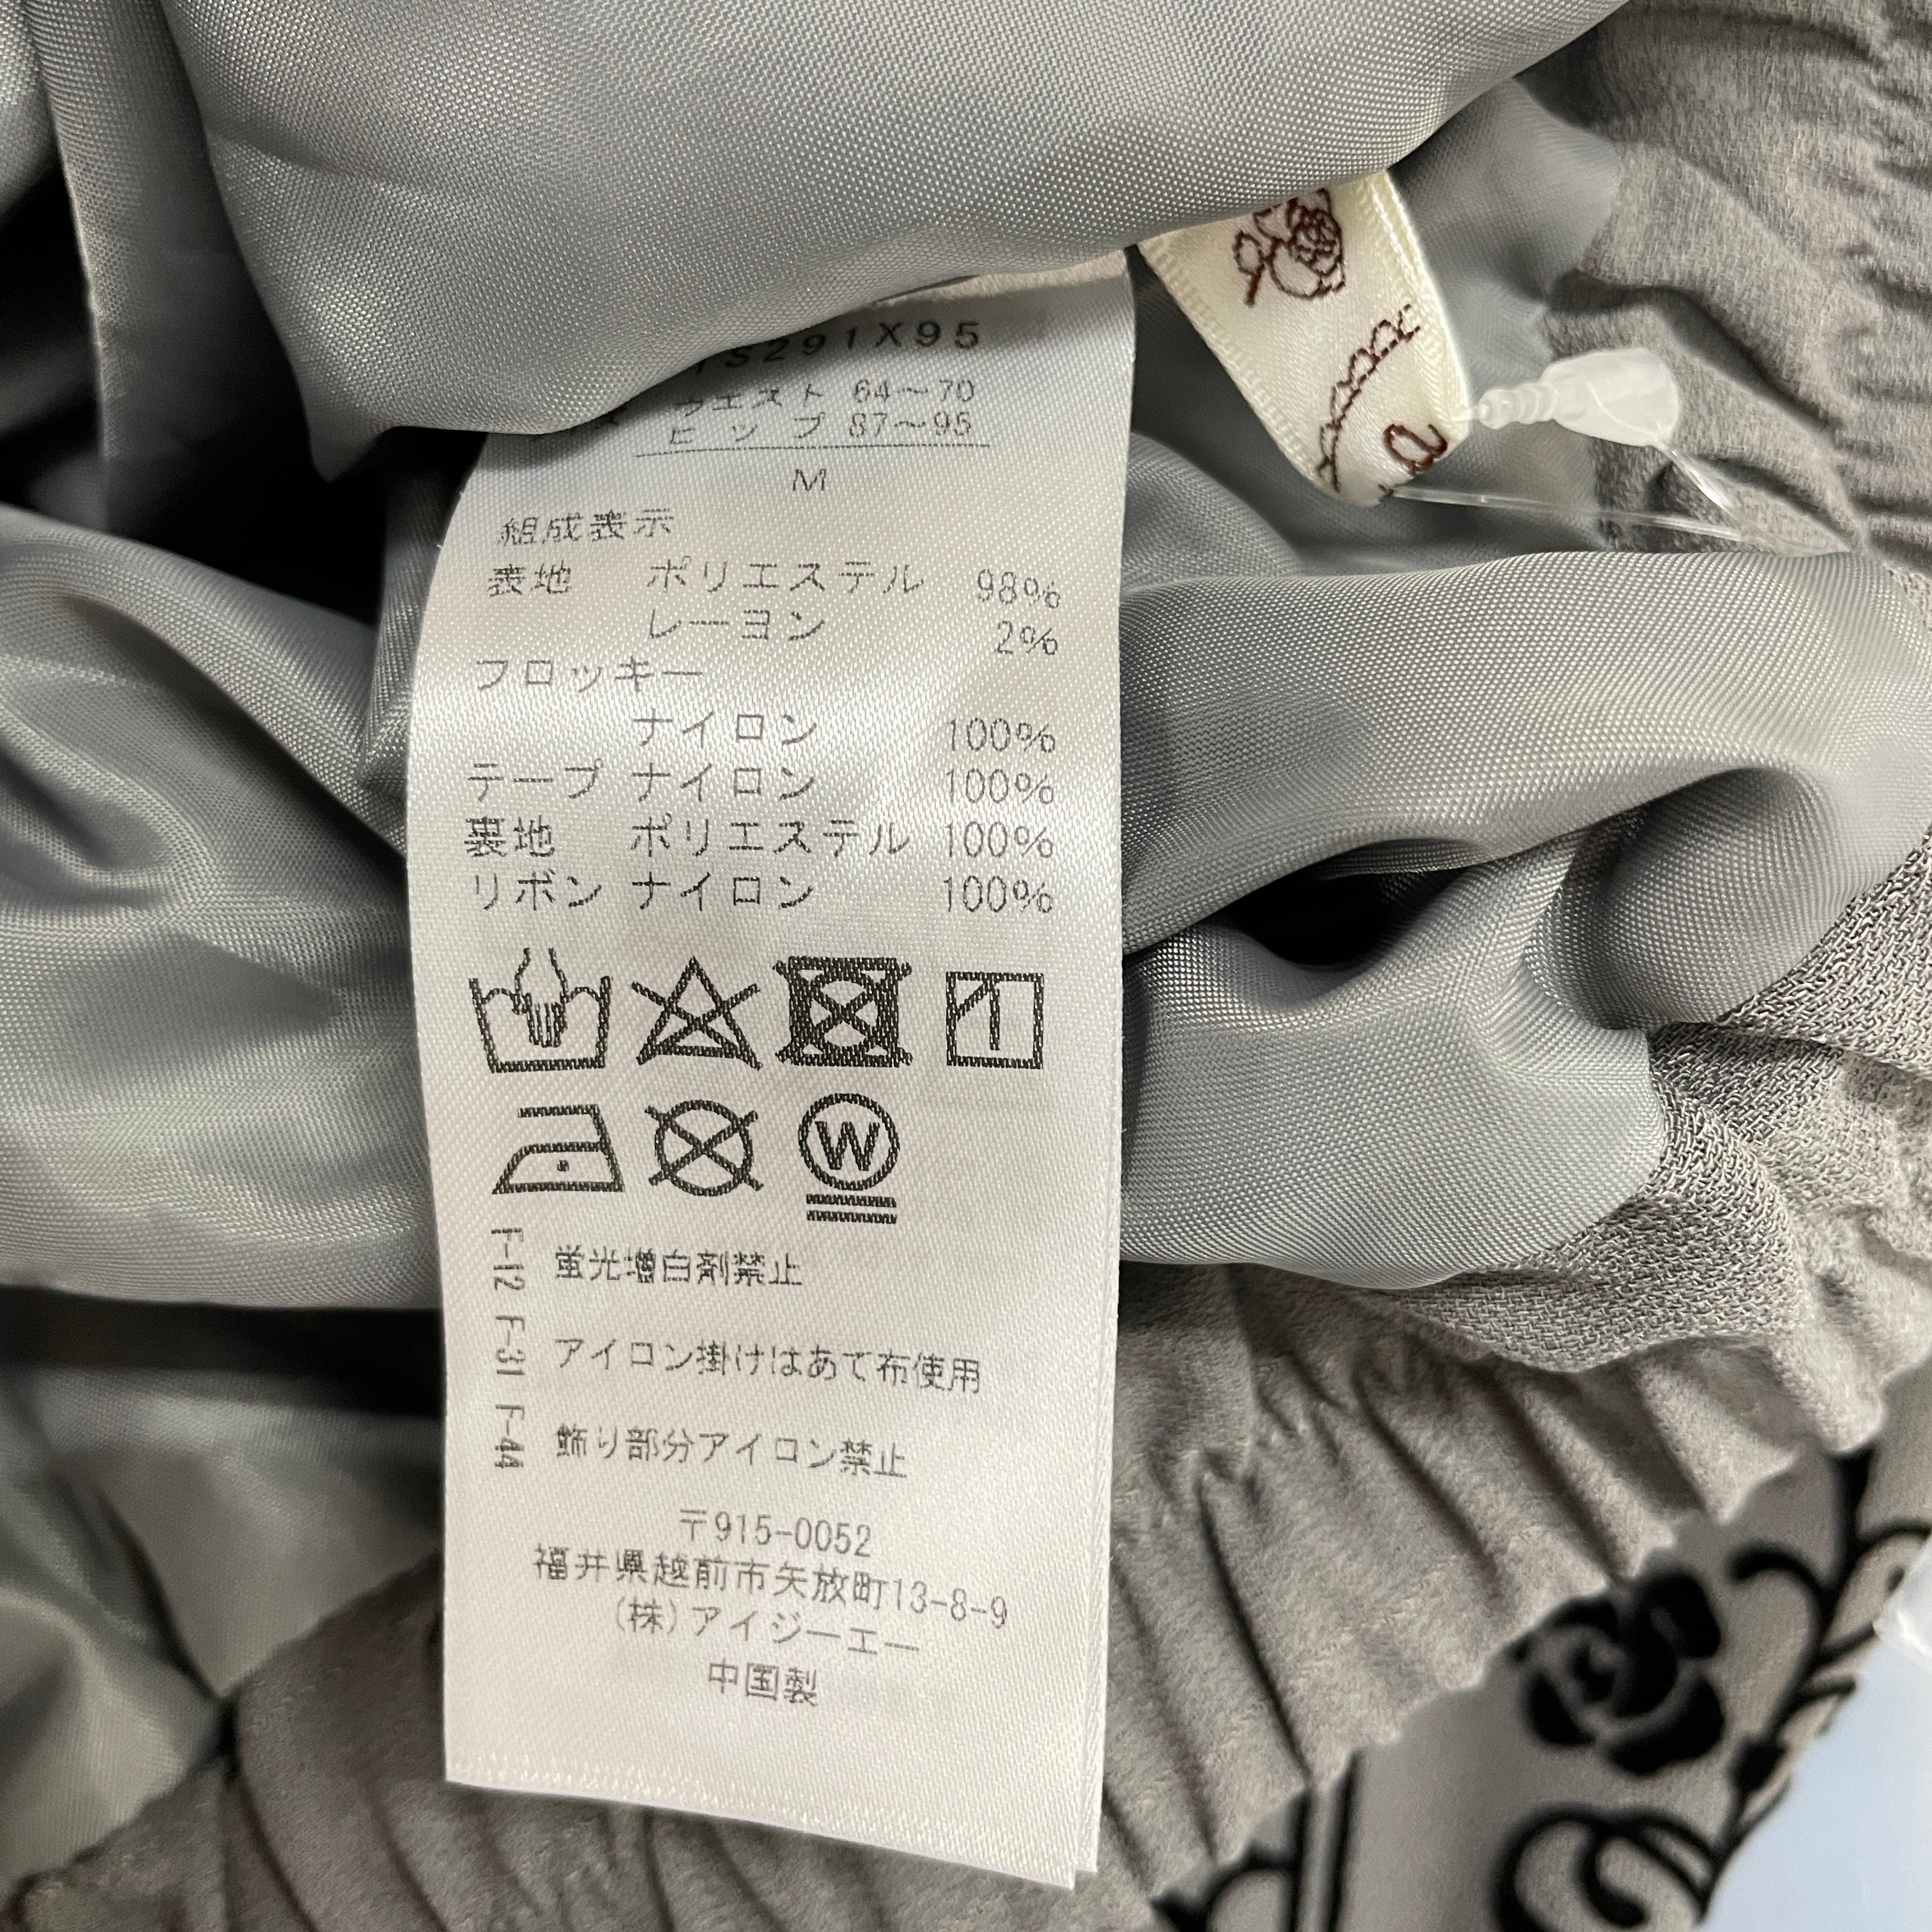 S291X95
ウエスト 64～70
ヒップ 87～95
M
組成表示
表地 ポリエステル 98%
レーヨン 2%
フロッキー
ナイロン 100%
テープ ナイロン 100%
裏地 ポリエステル 100%
リボン ナイロン 100%
W
F-12 F-31 F-44
蛍光増白剤禁止
アイロン掛けはあて布使用
飾り部分アイロン禁止
〒915-0052
福井県越前市矢放町13-8-9
(株)アイジーエー
中国製
a